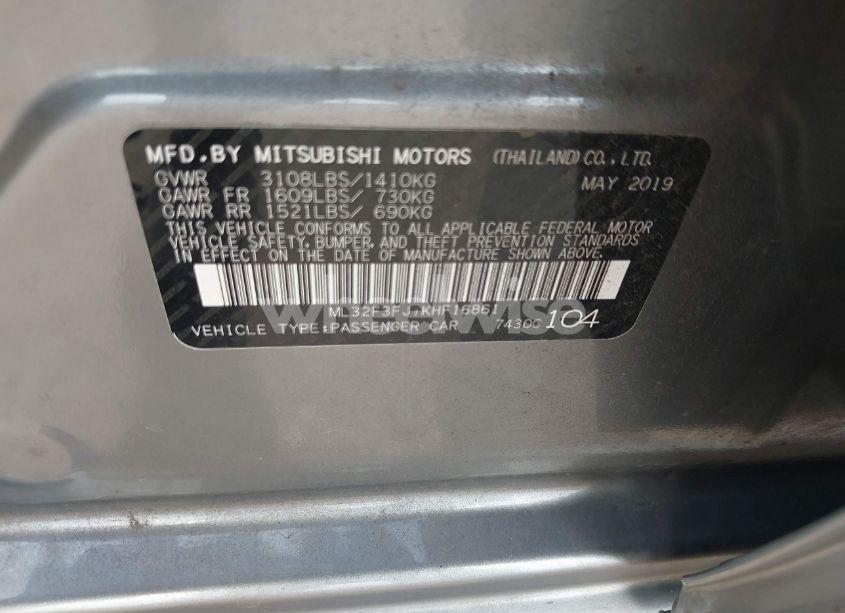 MFD. BY MITSUBISHI MOTORS (THAILAND) CO., LTD.
GVWR 3108LBS/1410KG MAY 2019
GAWR FR 1609LBS/ 730KG
GAWR RR 1521LBS/ 690KG
THIS VEHICLE CONFORMS TO ALL APPLICABLE FEDERAL MOTOR
VEHICLE SAFETY, BUMPER, AND THEFT PREVENTION STANDARDS
IN EFFECT ON THE DATE OF MANUFACTURE SHOWN ABOVE.
VEHICLE TYPE:PASSENGER CAR 7430C 104